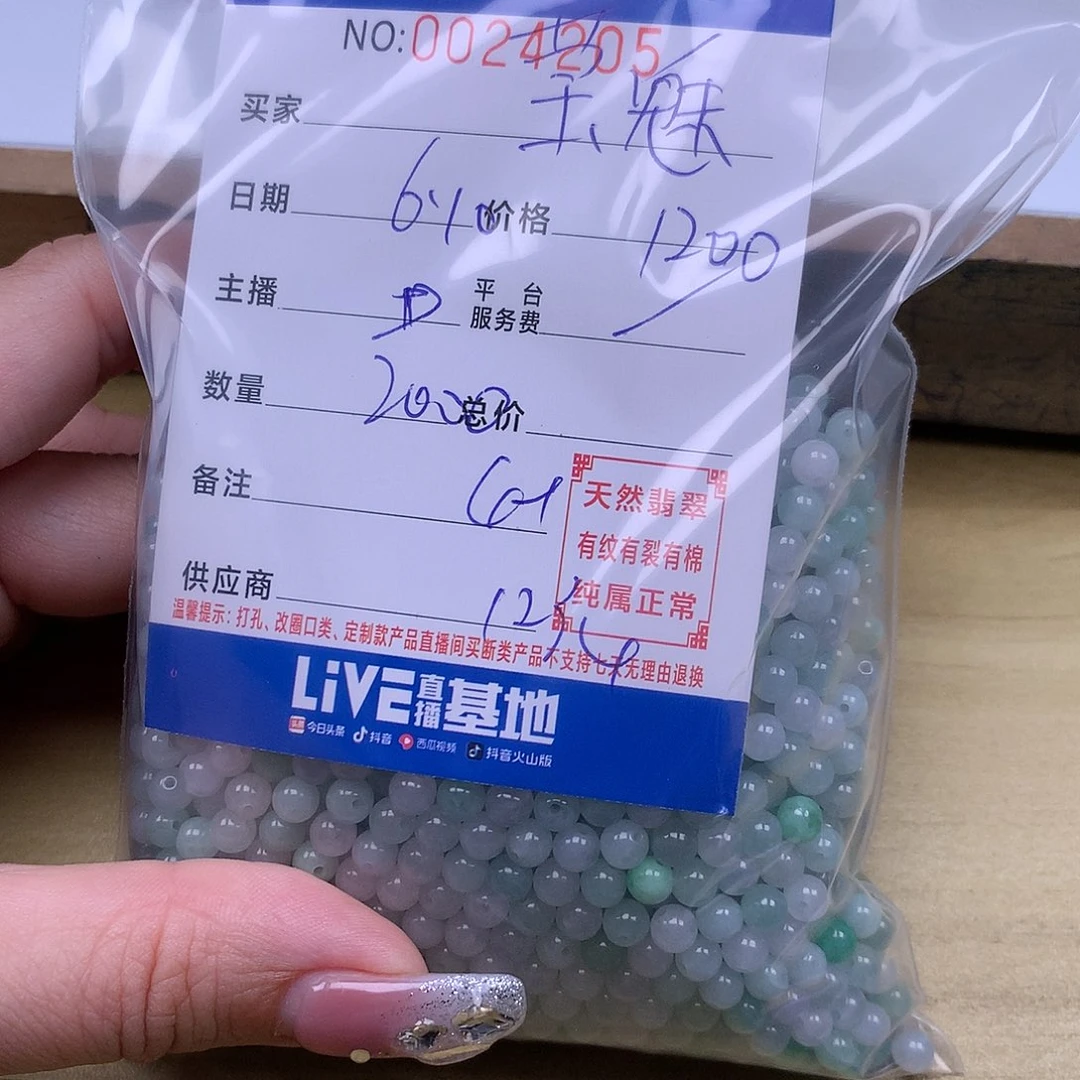 NO:0024205
买家 玉魅
日期 6.10 价格 1200
主播 D 平台服务费
数量 2000 总价
备注
天然翡翠
有纹有裂有棉
纯属正常
供应商
温馨提示：打孔、改圈口类、定制款产品直播间买断类产品不支持七天无理由退换
LiVE直播基地
今日头条 抖音 西瓜视频 抖音火山版